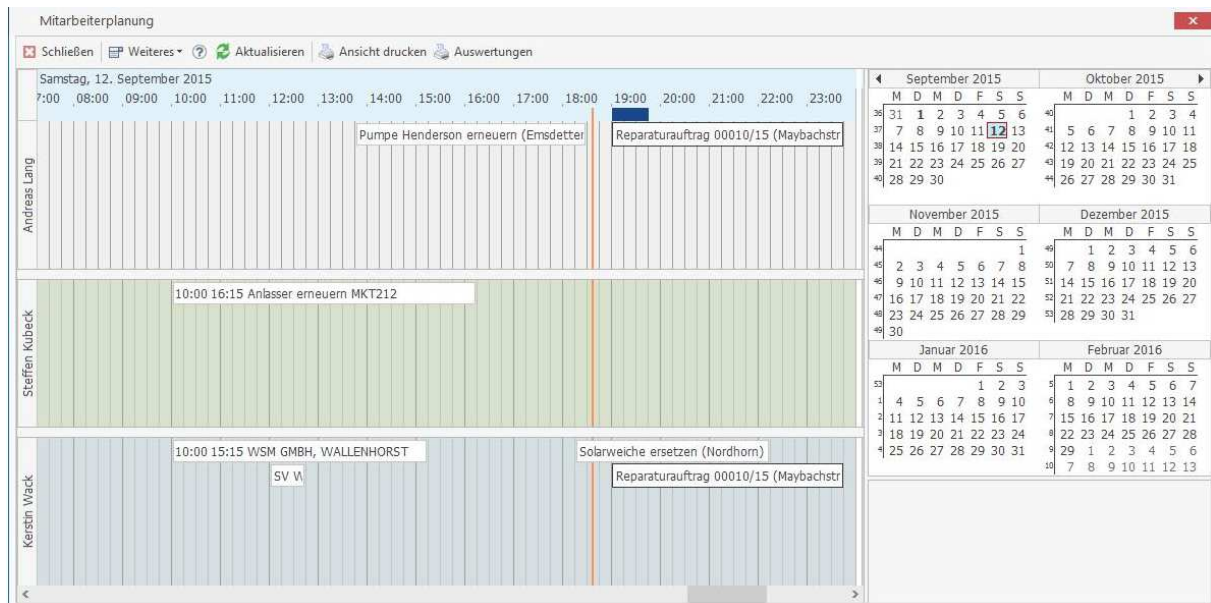 Mitarbeiterplanung
Schließen Weiteres Aktualisieren Ansicht drucken Auswertungen
Samstag, 12. September 2015
7:00 08:00 09:00 10:00 11:00 12:00 13:00 14:00 15:00 16:00 17:00 18:00 19:00 20:00 21:00 22:00 23:00
Andreas Lang
Pumpe Henderson erneuern (Emsdetten
Reparaturauftrag 00010/15 (Maybachstr
Steffen Kubeck
10:00 16:15 Anlasser erneuern MKT212
Kerstin Wack
10:00 15:15 WSM GMBH, WALLENHORST
Solarweiche ersetzen (Nordhorn)
SV W
Reparaturauftrag 00010/15 (Maybachstr
September 2015
M D M D F S S
36 31 1 2 3 4 5 6
37 7 8 9 10 11 12 13
38 14 15 16 17 18 19 20
39 21 22 23 24 25 26 27
40 28 29 30
Oktober 2015
M D M D F S S
40 1 2 3 4
41 5 6 7 8 9 10 11
42 12 13 14 15 16 17 18
43 19 20 21 22 23 24 25
44 26 27 28 29 30 31
November 2015
M D M D F S S
44 1
45 2 3 4 5 6 7 8
46 9 10 11 12 13 14 15
47 16 17 18 19 20 21 22
48 23 24 25 26 27 28 29
49 30
Dezember 2015
M D M D F S S
49 1 2 3 4 5 6
50 7 8 9 10 11 12 13
51 14 15 16 17 18 19 20
52 21 22 23 24 25 26 27
53 28 29 30 31
Januar 2016
M D M D F S S
53 1 2 3
1 4 5 6 7 8 9 10
2 11 12 13 14 15 16 17
3 18 19 20 21 22 23 24
4 25 26 27 28 29 30 31
Februar 2016
M D M D F S S
5 1 2 3 4 5 6 7
6 8 9 10 11 12 13 14
7 15 16 17 18 19 20 21
8 22 23 24 25 26 27 28
9 29 1 2 3 4 5 6
10 7 8 9 10 11 12 13